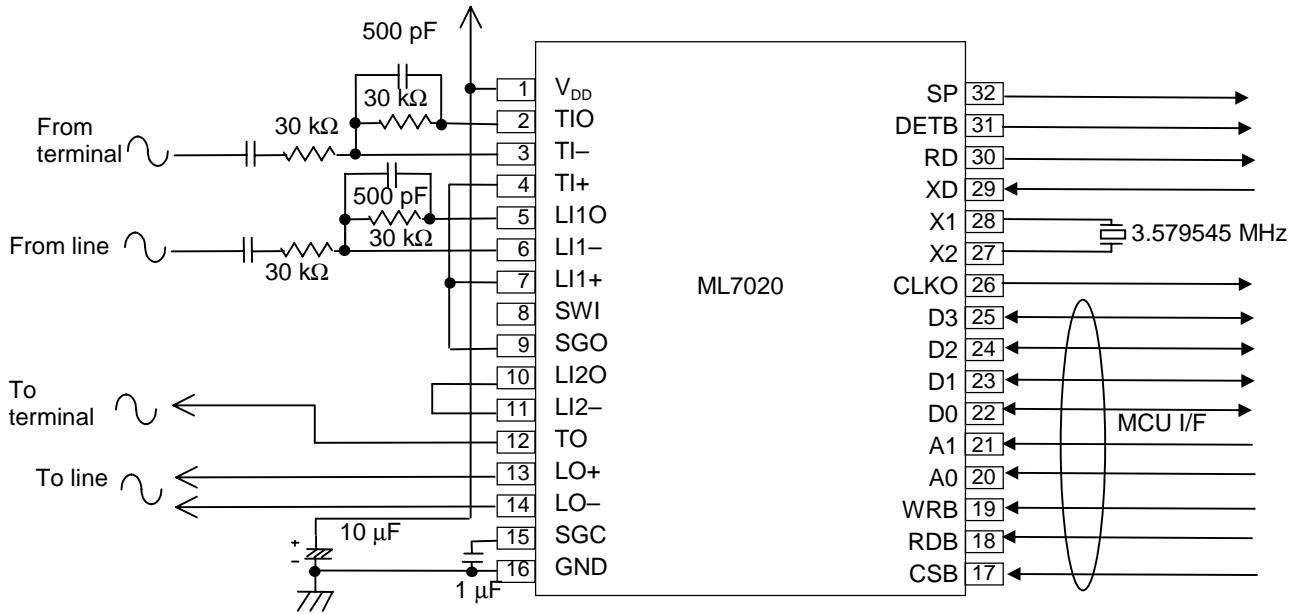 500 pF
30 kΩ
30 kΩ
From
terminal
500 pF
30 kΩ
From line
30 kΩ
To
terminal
To line
+
-
10 µF
1 µF
1 VDD
2 TIO
3 TI–
4 TI+
5 LI1O
6 LI1–
7 LI1+
8 SWI
9 SGO
10 LI2O
11 LI2–
12 TO
13 LO+
14 LO–
15 SGC
16 GND
ML7020
SP 32
DETB 31
RD 30
XD 29
X1 28
X2 27
3.579545 MHz
CLKO 26
D3 25
D2 24
D1 23
D0 22
MCU I/F
A1 21
A0 20
WRB 19
RDB 18
CSB 17